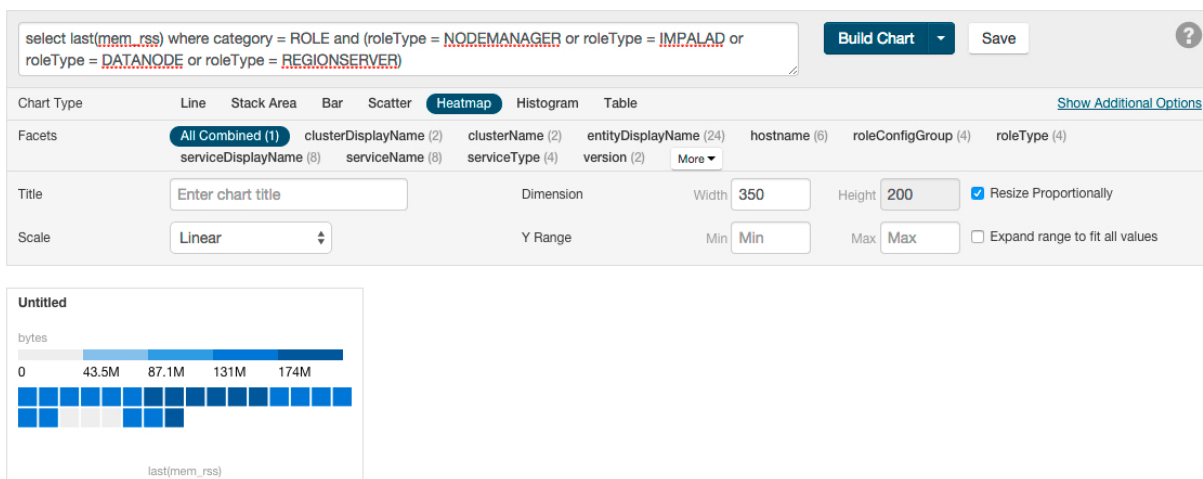 select last(mem_rss) where category = ROLE and (roleType = NODEMANAGER or roleType = IMPALAD or
roleType = DATANODE or roleType = REGIONSERVER)
Build Chart
Save
?
Chart Type Line Stack Area Bar Scatter Heatmap Histogram Table Show Additional Options
Facets All Combined (1) clusterDisplayName (2) clusterName (2) entityDisplayName (24) hostname (6) roleConfigGroup (4) roleType (4)
serviceDisplayName (8) serviceName (8) serviceType (4) version (2) More
Title Enter chart title Dimension Width 350 Height 200 Resize Proportionally
Scale Linear Y Range Min Min Max Max Expand range to fit all values
Untitled
bytes
0 43.5M 87.1M 131M 174M
last(mem_rss)